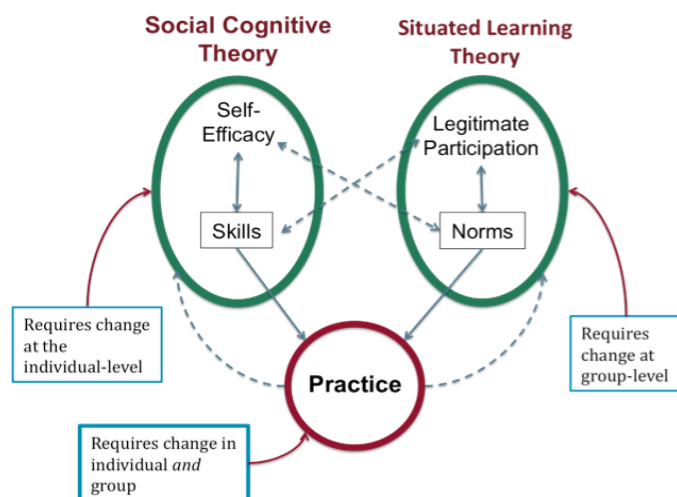 Social Cognitive
Theory
Situated Learning
Theory
Self-
Efficacy
Legitimate
Participation
Skills
Norms
Requires change
at the
individual-level
Requires
change at
group-level
Practice
Requires change in
individual and
group